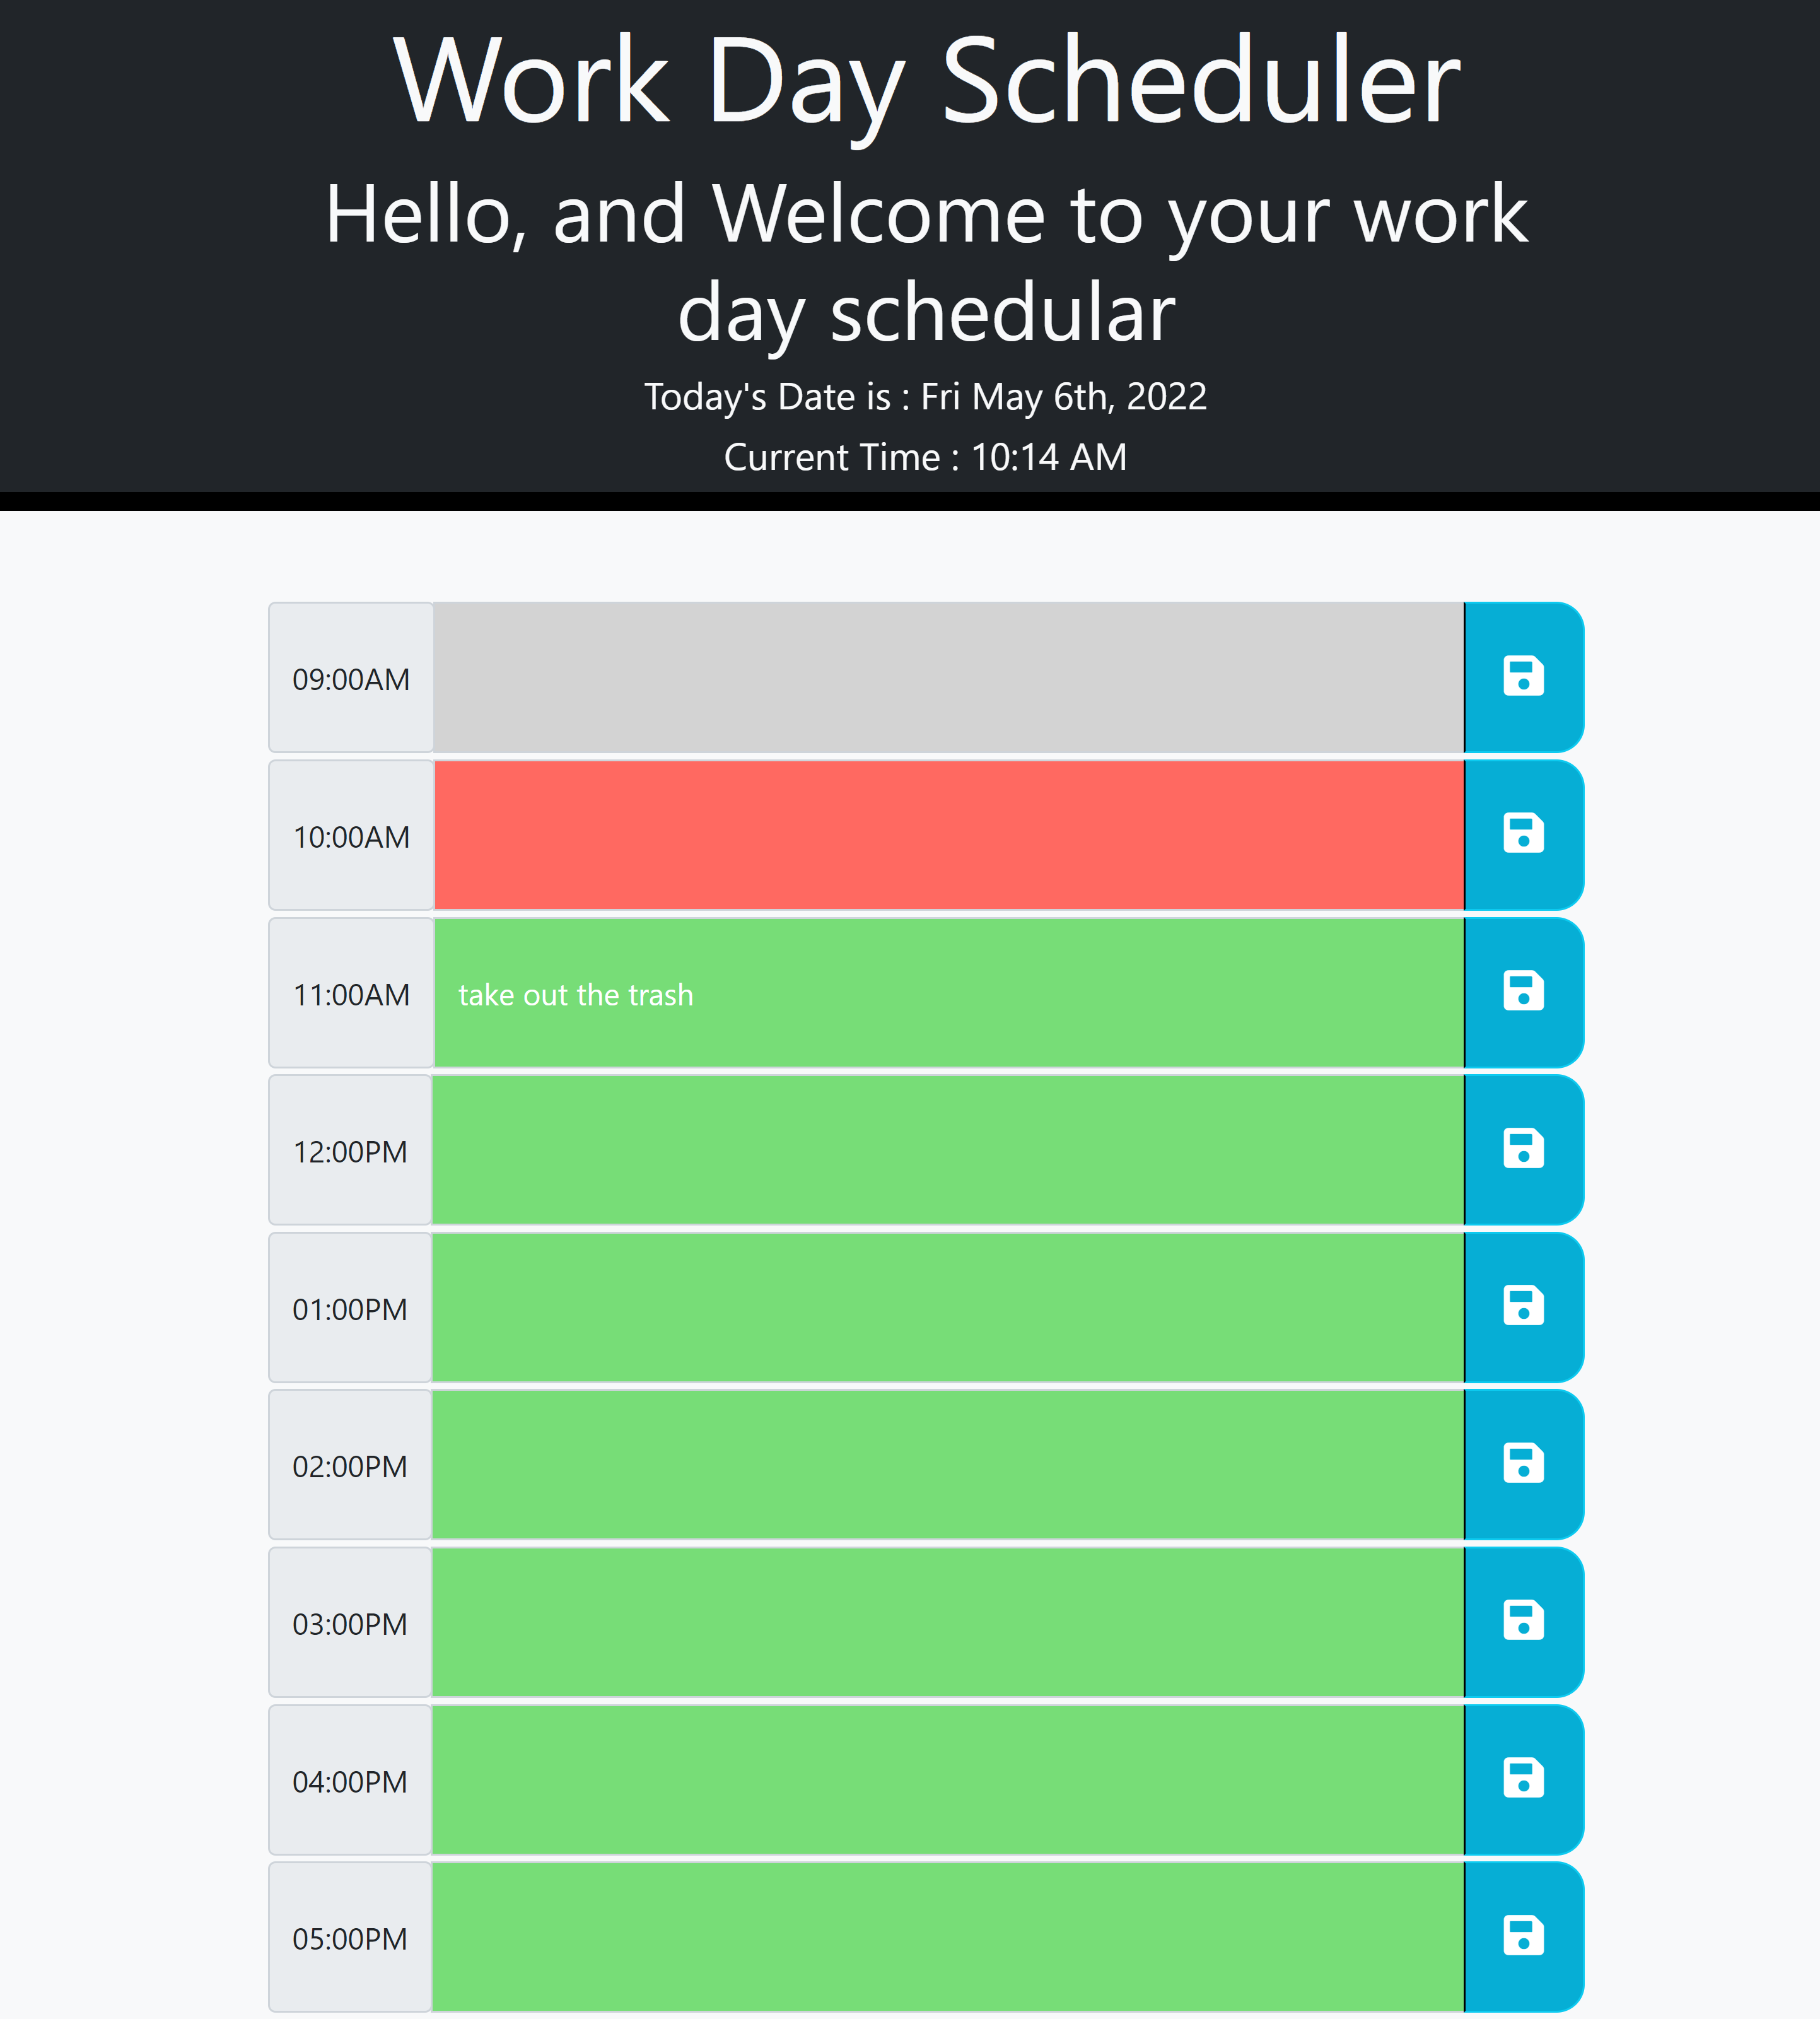 Work Day Scheduler
Hello, and Welcome to your work
day schedular
Today's Date is : Fri May 6th, 2022
Current Time : 10:14 AM
09:00AM
10:00AM
11:00AM take out the trash
12:00PM
01:00PM
02:00PM
03:00PM
04:00PM
05:00PM